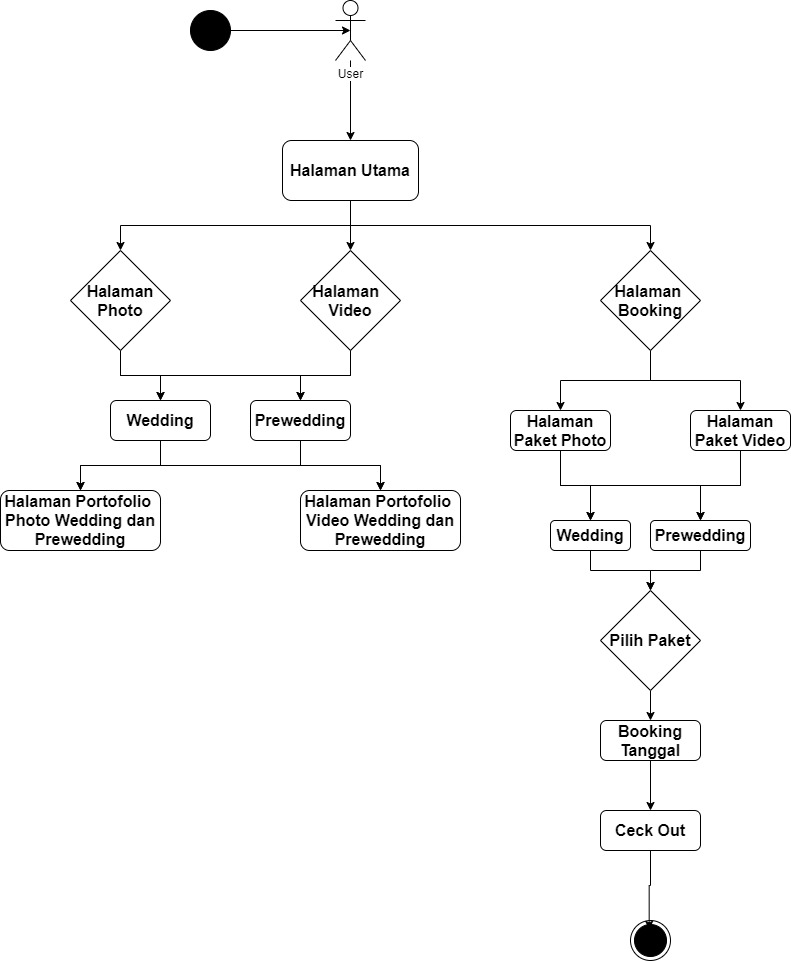 User
Halaman Utama
Halaman
Photo
Halaman
Video
Halaman
Booking
Wedding
Prewedding
Halaman
Paket Photo
Halaman
Paket Video
Halaman Portofolio
Photo Wedding dan
Prewedding
Halaman Portofolio
Video Wedding dan
Prewedding
Wedding
Prewedding
Pilih Paket
Booking
Tanggal
Ceck Out